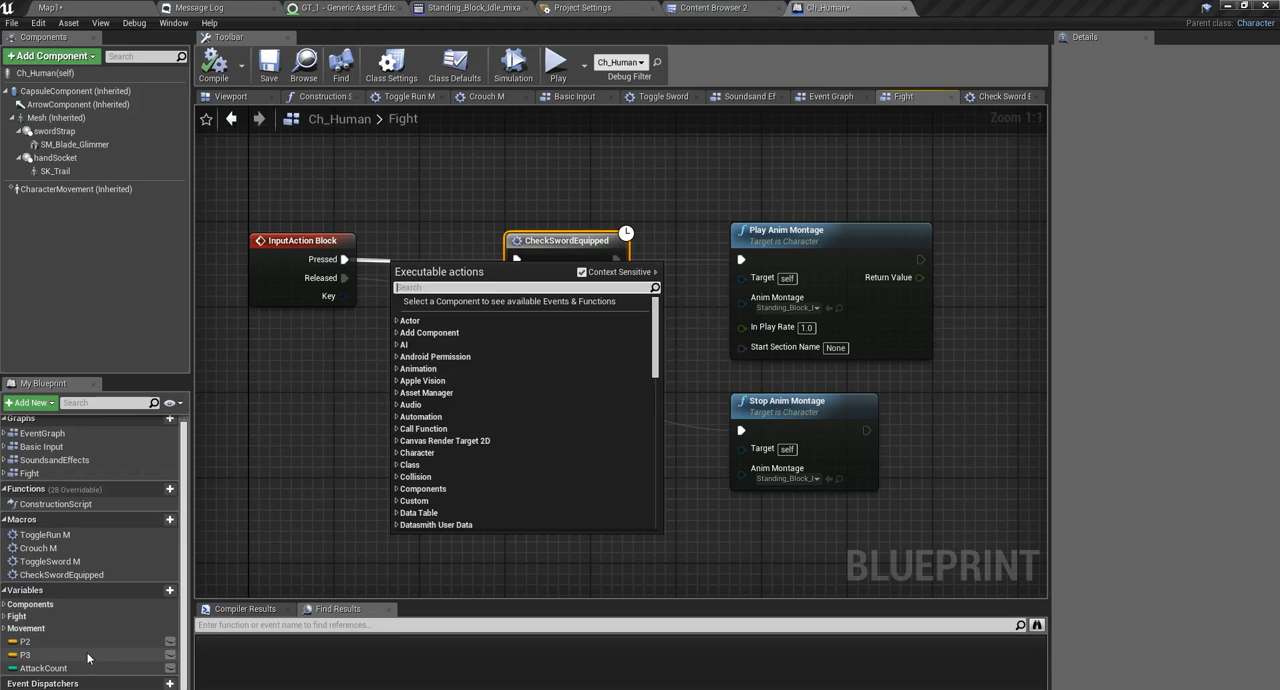 Map1*
Message Log
GT_1 - Generic Asset Editor
Standing_Block_Idle_mixa
Project Settings
Content Browser 2
Ch_Human*
File Edit Asset View Debug Window Help
Parent class: Character
Components
Toolbar
Details
+ Add Component
Search
Compile
Save
Browse
Find
Class Settings
Class Defaults
Simulation
Play
Ch_Human
Debug Filter
Ch_Human(self)
CapsuleComponent (Inherited)
ArrowComponent (Inherited)
Mesh (Inherited)
swordStrap
SM_Blade_Glimmer
handSocket
SK_Trail
CharacterMovement (Inherited)
Viewport
Construction S
Toggle Run M
Crouch M
Basic Input
Toggle Sword
Soundsand Ef
Event Graph
Fight
Check Sword E
Ch_Human > Fight
Zoom 1:1
InputAction Block
Pressed
Released
Key
CheckSwordEquipped
Executable actions
Context Sensitive
Search
Select a Component to see available Events & Functions
Actor
Add Component
AI
Android Permission
Animation
Apple Vision
Asset Manager
Audio
Automation
Call Function
Canvas Render Target 2D
Character
Class
Collision
Components
Custom
Data Table
Datasmith User Data
Play Anim Montage
Target is Character
Target self
Return Value
Anim Montage
Standing_Block_I
In Play Rate 1.0
Start Section Name None
Stop Anim Montage
Target is Character
Target self
Anim Montage
Standing_Block_I
BLUEPRINT
My Blueprint
+ Add New
Search
Graphs
EventGraph
Basic Input
SoundsandEffects
Fight
Functions (28 Overridable)
ConstructionScript
Macros
ToggleRun M
Crouch M
ToggleSword M
CheckSwordEquipped
Variables
Components
Fight
Movement
P2
P3
AttackCount
Event Dispatchers
Compiler Results
Find Results
Enter function or event name to find references...